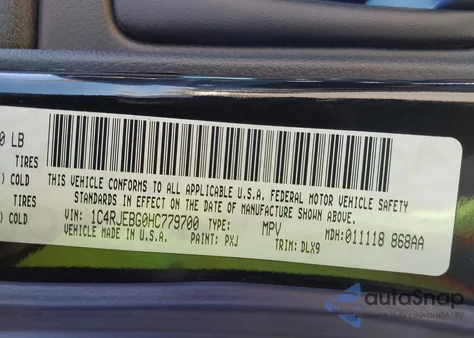 0 LB
TIRES
COLD
TIRES
COLD
THIS VEHICLE CONFORMS TO ALL APPLICABLE U.S.A. FEDERAL MOTOR VEHICLE SAFETY
STANDARDS IN EFFECT ON THE DATE OF MANUFACTURE SHOWN ABOVE.
VIN: 1C4RJEBG0HC779700 TYPE: MPV MDH: 011118 868AA
VEHICLE MADE IN U.S.A. PAINT: PXJ TRIM: DLX9
autoSnap